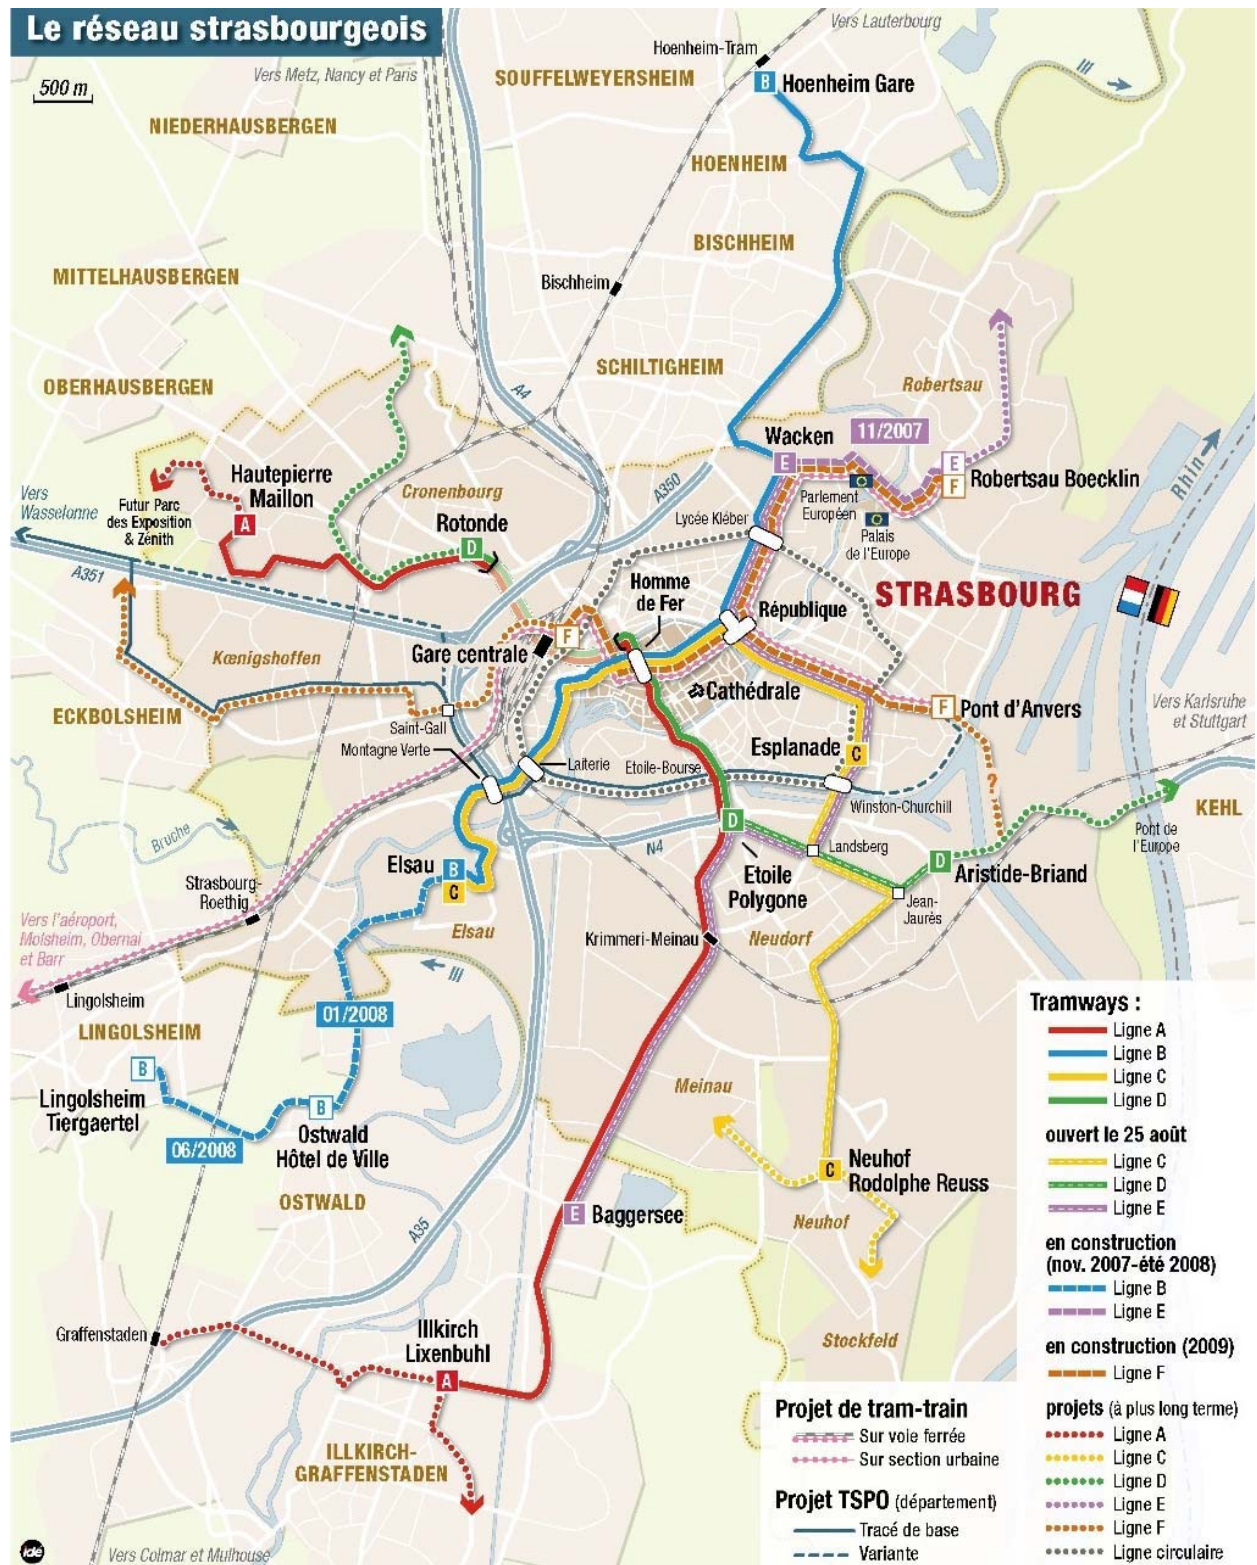 Le réseau strasbourgeois
500 m
Vers Metz, Nancy et Paris
Hoenheim-Tram
Vers Lauterbourg
SOUFFELWEYERSHEIM
B
Hoenheim Gare
Ill
NIEDERHAUSBERGEN
HOENHEIM
BISCHHEIM
MITTELHAUSBERGEN
Bischheim
A4
SCHILTIGHEIM
OBERHAUSBERGEN
Robertsau
Wacken
11/2007
E
E
F
Robertsau Boecklin
Rhin
Hautepierre
Maillon
Cronenbourg
A350
Parlement
Européen
Vers
Wasselonne
Futur Parc
des Exposition
& Zénith
A
Rotonde
D
Lycée Kléber
Palais
de l'Europe
A351
Homme
de Fer
République
STRASBOURG
F
Gare centrale
Kœnigshoffen
Cathédrale
F
Pont d'Anvers
Vers Karlsruhe
et Stuttgart
ECKBOLSHEIM
Saint-Gall
Montagne Verte
Laiterie
Etoile-Bourse
Esplanade
C
?
Winston-Churchill
KEHL
Bruche
N4
D
Landsberg
Pont de
l'Europe
Elsau
B
C
Etoile
Polygone
D
Aristide-Briand
Strasbourg-
Roethig
Jean-
Jaurès
Vers l'aéroport,
Molsheim, Obernai
et Barr
Elsau
Krimmeri-Meinau
Neudorf
Ill
Lingolsheim
01/2008
LINGOLSHEIM
B
Lingolsheim
Tiergaertel
B
Meinau
06/2008
Ostwald
Hôtel de Ville
C
Neuhof
Rodolphe Reuss
OSTWALD
A35
E
Baggersee
Neuhof
Graffenstaden
Illkirch
Lixenbuhl
A
Stockfeld
ILLKIRCH-
GRAFFENSTADEN
ide
Vers Colmar et Mulhouse
Tramways :
Ligne A
Ligne B
Ligne C
Ligne D
ouvert le 25 août
Ligne C
Ligne D
Ligne E
en construction
(nov. 2007-été 2008)
Ligne B
Ligne E
en construction (2009)
Ligne F
projets (à plus long terme)
Ligne A
Ligne C
Ligne D
Ligne E
Ligne F
Ligne circulaire
Projet de tram-train
Sur voie ferrée
Sur section urbaine
Projet TSPO (département)
Tracé de base
Variante